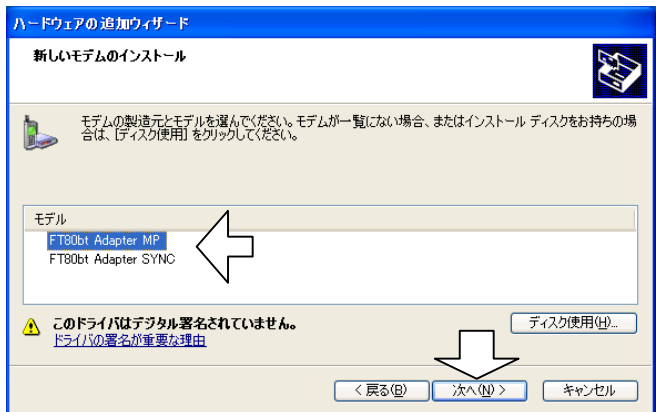 ハードウェアの追加ウィザード
新しいモデムのインストール
モデムの製造元とモデルを選んでください。モデムが一覧にない場合、またはインストール ディスクをお持ちの場
合は、[ディスク使用] をクリックしてください。
モデル
FT80bt Adapter MP
FT80bt Adapter SYNC
このドライバはデジタル署名されていません。
ドライバの署名が重要な理由
ディスク使用(H)...
< 戻る(B)
次へ(N) >
キャンセル